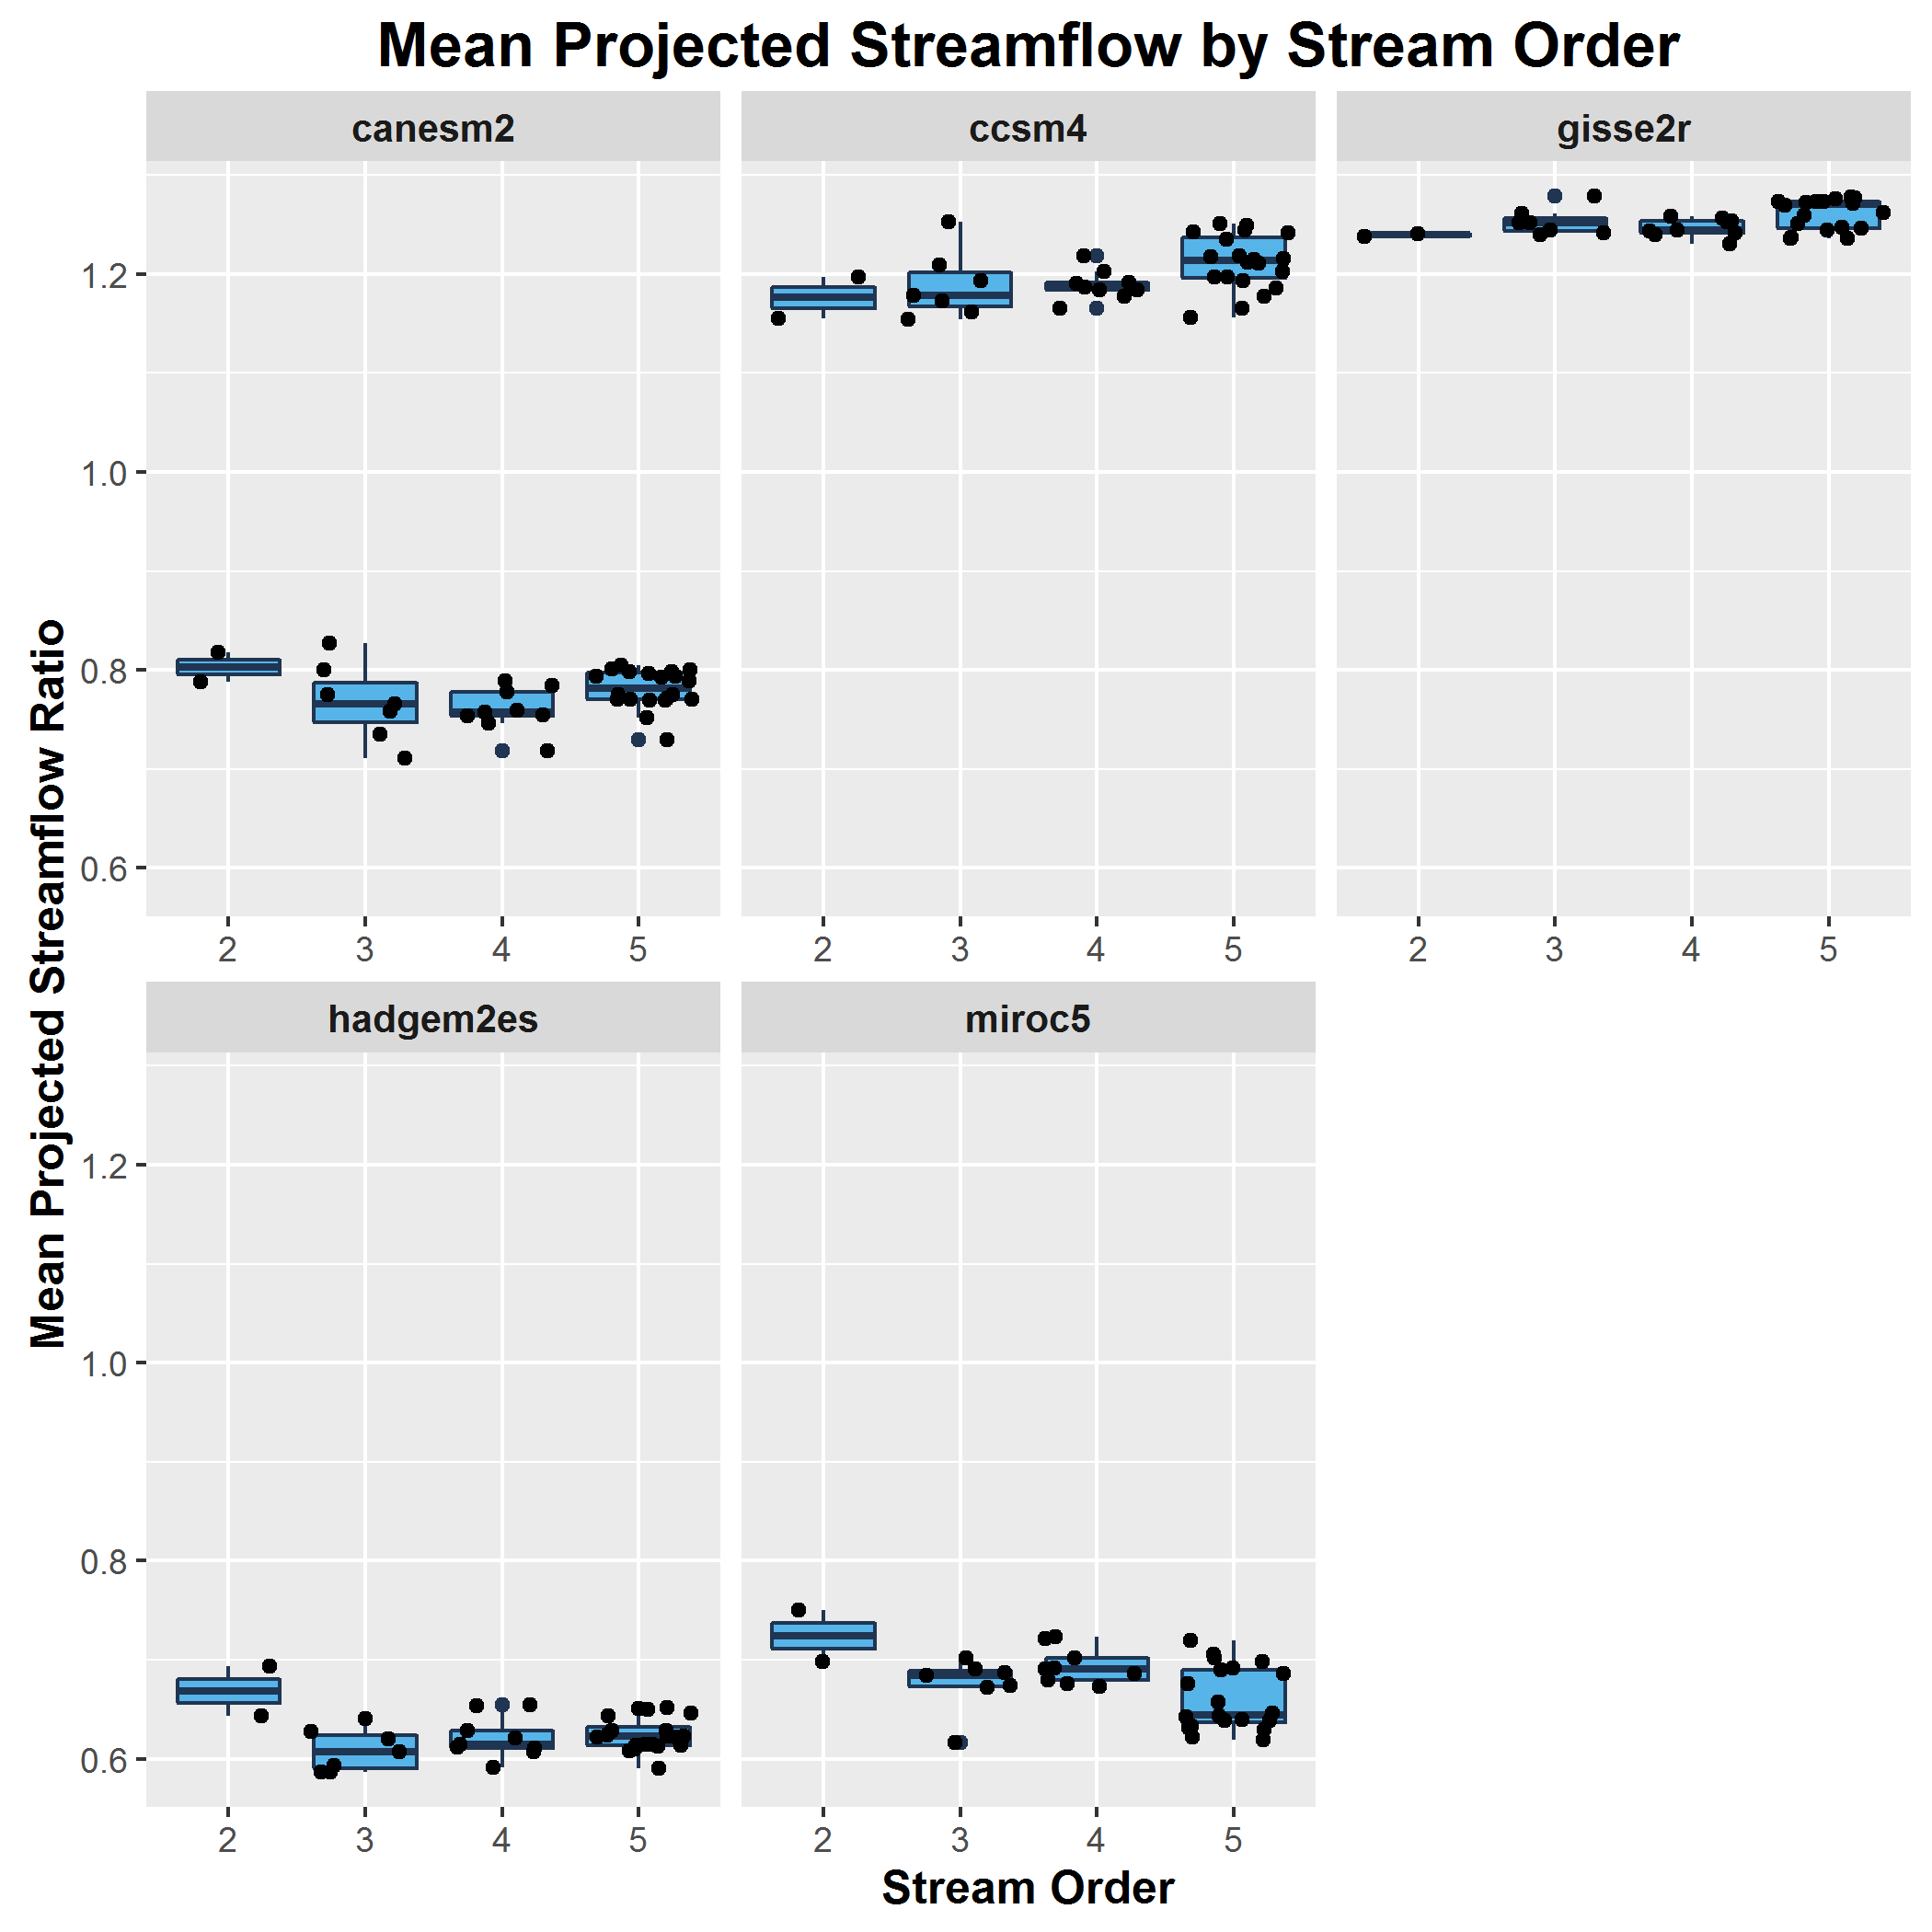 Mean Projected Streamflow by Stream Order
canesm2
ccsm4
gisse2r
1.2
1.0
0.8
0.6
2 3 4 5
2 3 4 5
2 3 4 5
Mean Projected Streamflow Ratio
hadgem2es
miroc5
1.2
1.0
0.8
0.6
2 3 4 5
2 3 4 5
Stream Order